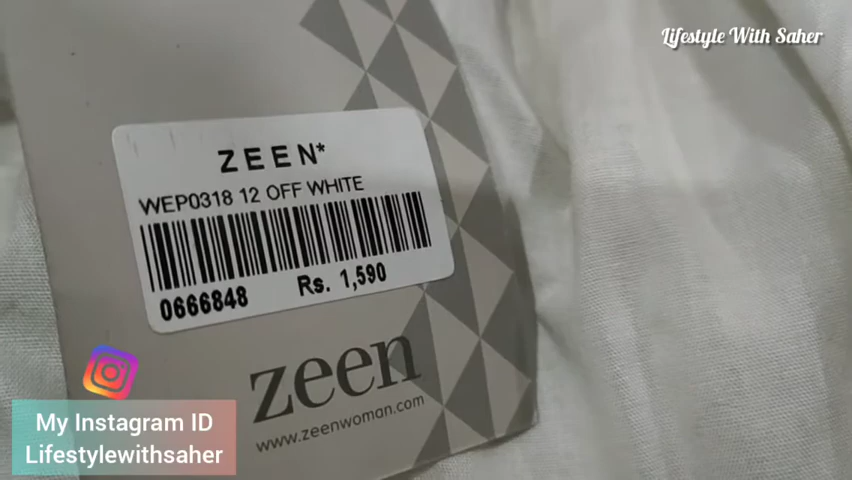 Lifestyle With Saher
ZEEN*
WEP0318 12 OFF WHITE
0666848 Rs. 1,590
zeen
www.zeenwoman.com
My Instagram ID
Lifestylewithsaher